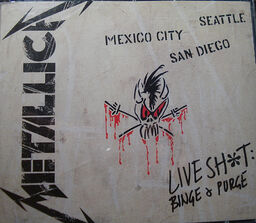 METALLICA
SEATTLE
MEXICO CITY
SAN DIEGO
LIVE SH*T:
BINGE & PURGE